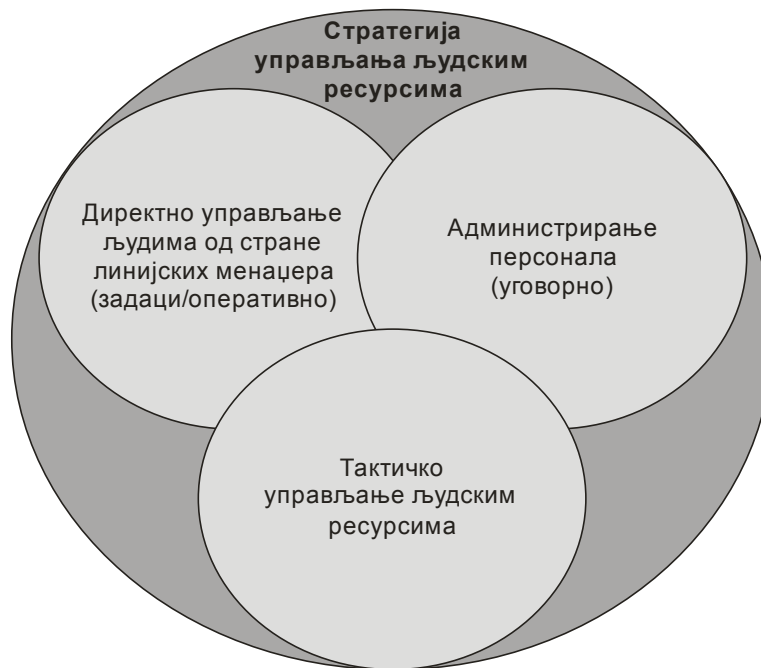 Стратегија
управљања људским
ресурсима
Директно управљање
људима од стране
линијских менаџера
(задаци/оперативно)
Администрирање
персонала
(уговорно)
Тактичко
управљање људским
ресурсима